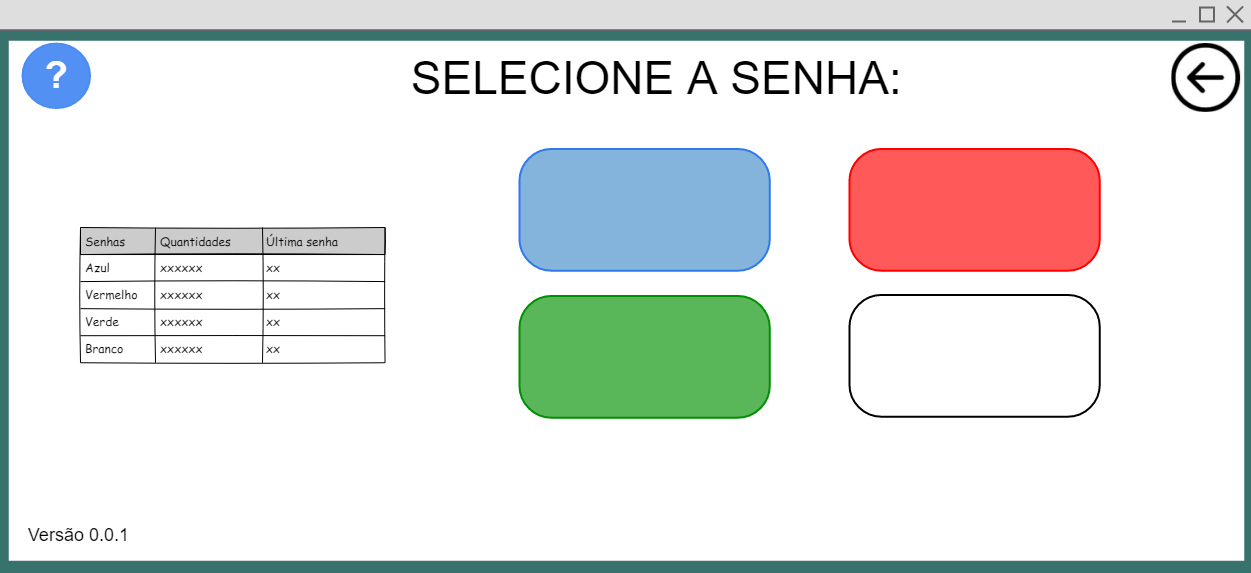 ?
SELECIONE A SENHA:
Senhas Quantidades Última senha
Azul xxxxxx xx
Vermelho xxxxxx xx
Verde xxxxxx xx
Branco xxxxxx xx
Versão 0.0.1